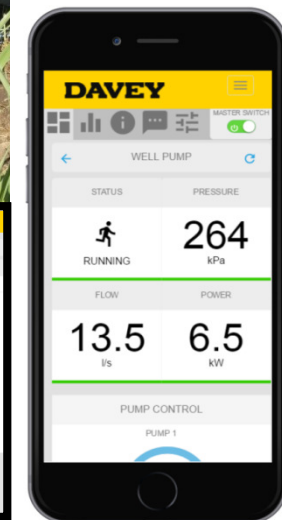 DAVEY
MASTER SWITCH
WELL PUMP
STATUS
PRESSURE
RUNNING
264
kPa
FLOW
POWER
13.5
l/s
6.5
kW
PUMP CONTROL
PUMP 1